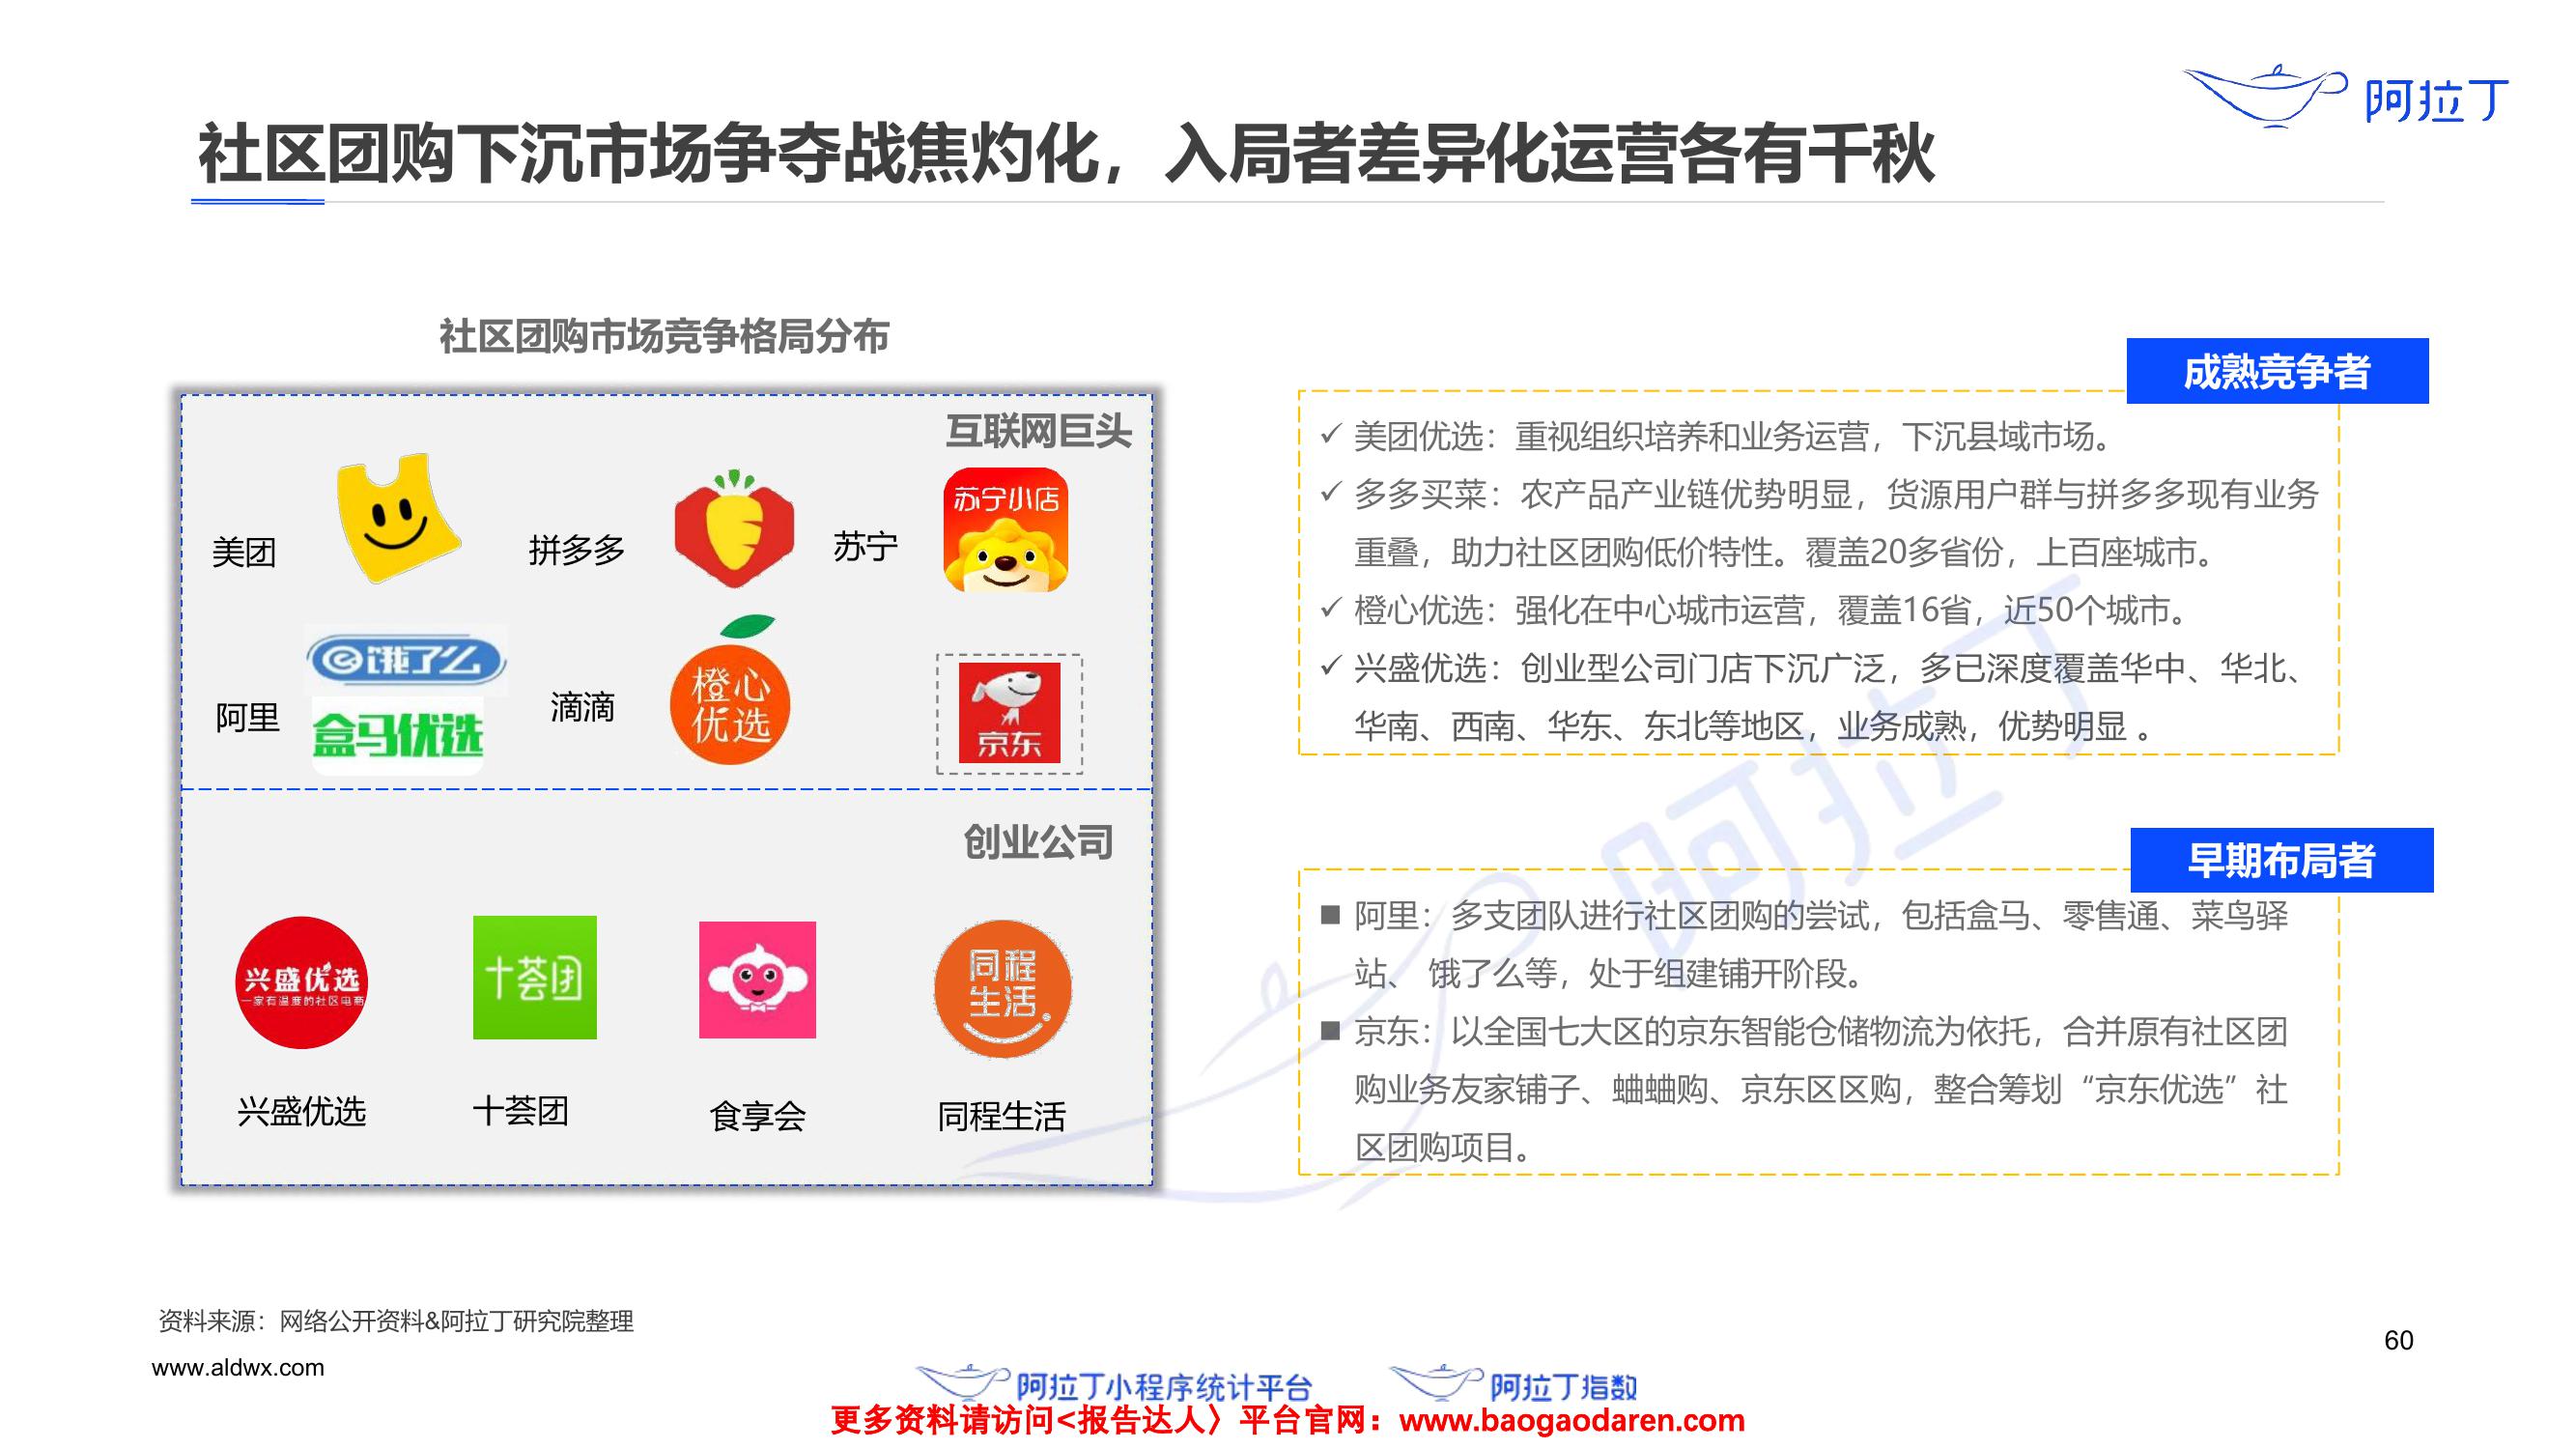 阿拉丁
社区团购下沉市场争夺战焦灼化，入局者差异化运营各有千秋
社区团购市场竞争格局分布
互联网巨头
美团
拼多多
苏宁
苏宁小店
阿里
饿了么
盒马优选
滴滴
橙心
优选
京东
创业公司
兴盛优选
一家有温度的社区电商
十荟团
同程
生活
兴盛优选
十荟团
食享会
同程生活
成熟竞争者
✓ 美团优选：重视组织培养和业务运营，下沉县域市场。
✓ 多多买菜：农产品产业链优势明显，货源用户群与拼多多现有业务
重叠，助力社区团购低价特性。覆盖20多省份，上百座城市。
✓ 橙心优选：强化在中心城市运营，覆盖16省，近50个城市。
✓ 兴盛优选：创业型公司门店下沉广泛，多已深度覆盖华中、华北、
华南、西南、华东、东北等地区，业务成熟，优势明显 。
早期布局者
■ 阿里：多支团队进行社区团购的尝试，包括盒马、零售通、菜鸟驿
站、 饿了么等，处于组建铺开阶段。
■ 京东：以全国七大区的京东智能仓储物流为依托，合并原有社区团
购业务友家铺子、蛐蛐购、京东区区购，整合筹划“京东优选”社
区团购项目。
阿拉丁
资料来源：网络公开资料&阿拉丁研究院整理
www.aldwx.com
60
阿拉丁小程序统计平台
阿拉丁指数
更多资料请访问<报告达人〉平台官网：www.baogaodaren.com